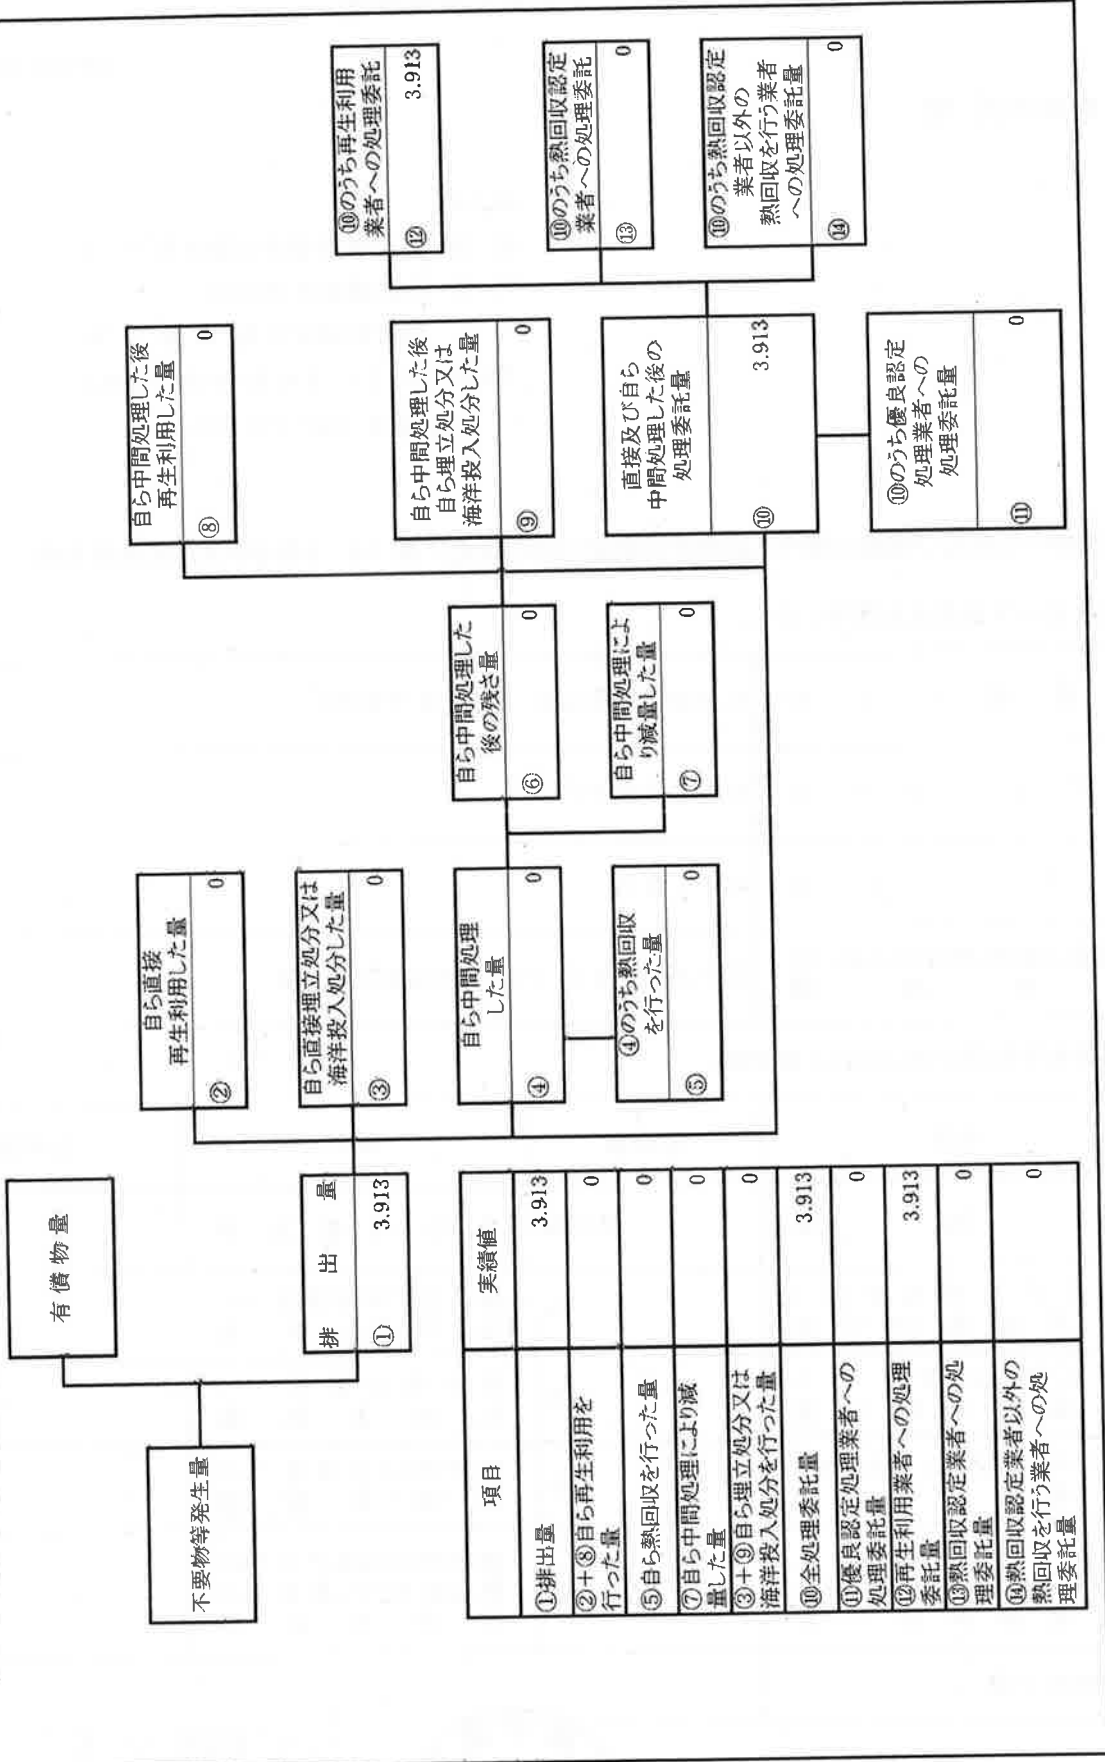 不要物等発生量
有償物量
排出量
① 3.913
自ら直接
再生利用した量
② 0
自ら直接埋立処分又は
海洋投入処分した量
③ 0
自ら中間処理
した量
④ 0
④のうち熱回収
を行った量
⑤ 0
自ら中間処理した
後の残さ量
⑥ 0
自ら中間処理によ
り減量した量
⑦ 0
自ら中間処理した後
再生利用した量
⑧ 0
自ら中間処理した後
自ら埋立処分又は
海洋投入処分した量
⑨ 0
直接及び自ら
中間処理した後の
処理委託量
⑩ 3.913
⑩のうち優良認定
処理業者への
処理委託量
⑪ 0
⑩のうち再生利用
業者への処理委託
⑫ 3.913
⑩のうち熱回収認定
業者への処理委託
⑬ 0
⑩のうち熱回収認定
業者以外の
熱回収を行う業者
への処理委託量
⑭ 0
項目 実績値
①排出量 3.913
②+⑧自ら再生利用を
行った量 0
⑤自ら熱回収を行った量 0
⑦自ら中間処理により減
量した量 0
③+⑨自ら埋立処分又は
海洋投入処分を行った量 0
⑩全処理委託量 3.913
⑪優良認定処理業者への
処理委託量 0
⑫再生利用業者への処理
委託量 3.913
⑬熱回収認定業者への処
理委託量 0
⑭熱回収認定業者以外の
熱回収を行う業者への処
理委託量 0